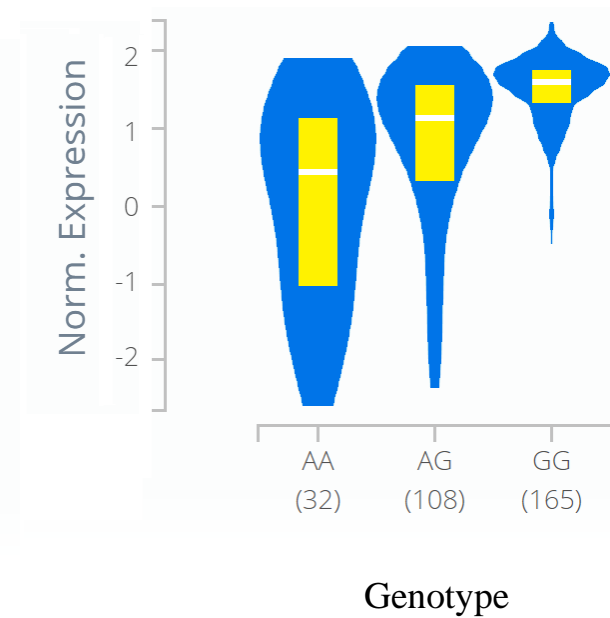 Norm. Expression
2
1
0
-1
-2
AA AG GG
(32) (108) (165)
Genotype